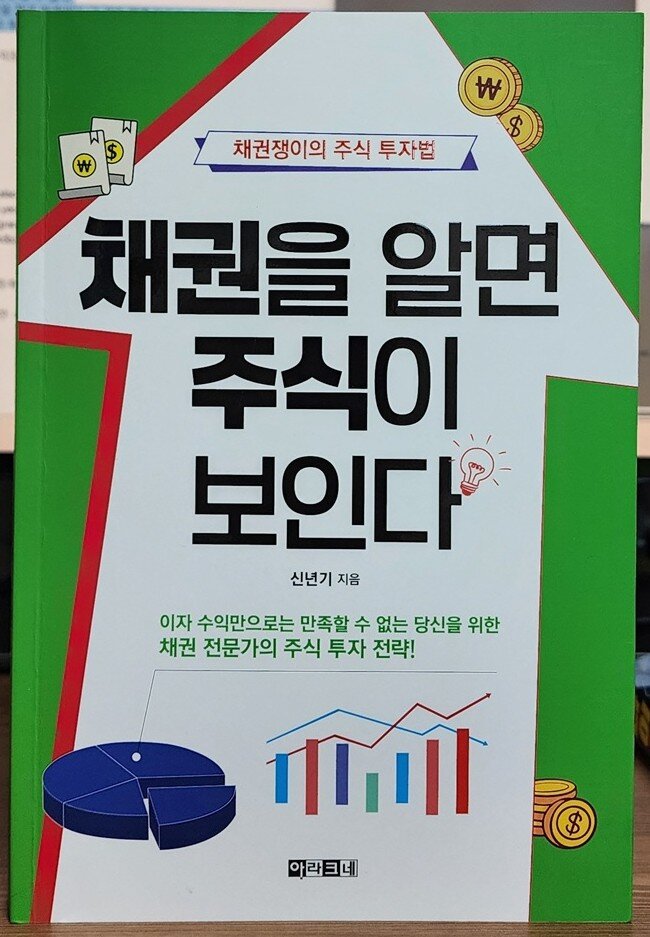 채권쟁이의 주식 투자법
채권을 알면
주식이
보인다
신년기 지음
이자 수익만으로는 만족할 수 없는 당신을 위한
채권 전문가의 주식 투자 전략!
아라크네